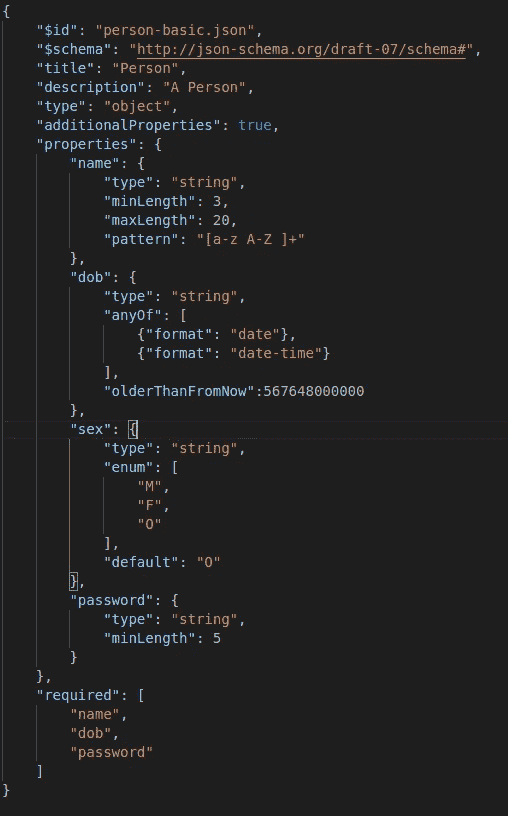 {
"$id": "person-basic.json",
"$schema": "http://json-schema.org/draft-07/schema#",
"title": "Person",
"description": "A Person",
"type": "object",
"additionalProperties": true,
"properties": {
"name": {
"type": "string",
"minLength": 3,
"maxLength": 20,
"pattern": "[a-z A-Z ]+"
},
"dob": {
"type": "string",
"anyOf": [
{"format": "date"},
{"format": "date-time"}
],
"olderThanFromNow":567648000000
},
"sex": {
"type": "string",
"enum": [
"M",
"F",
"O"
],
"default": "O"
},
"password": {
"type": "string",
"minLength": 5
}
},
"required": [
"name",
"dob",
"password"
]
}